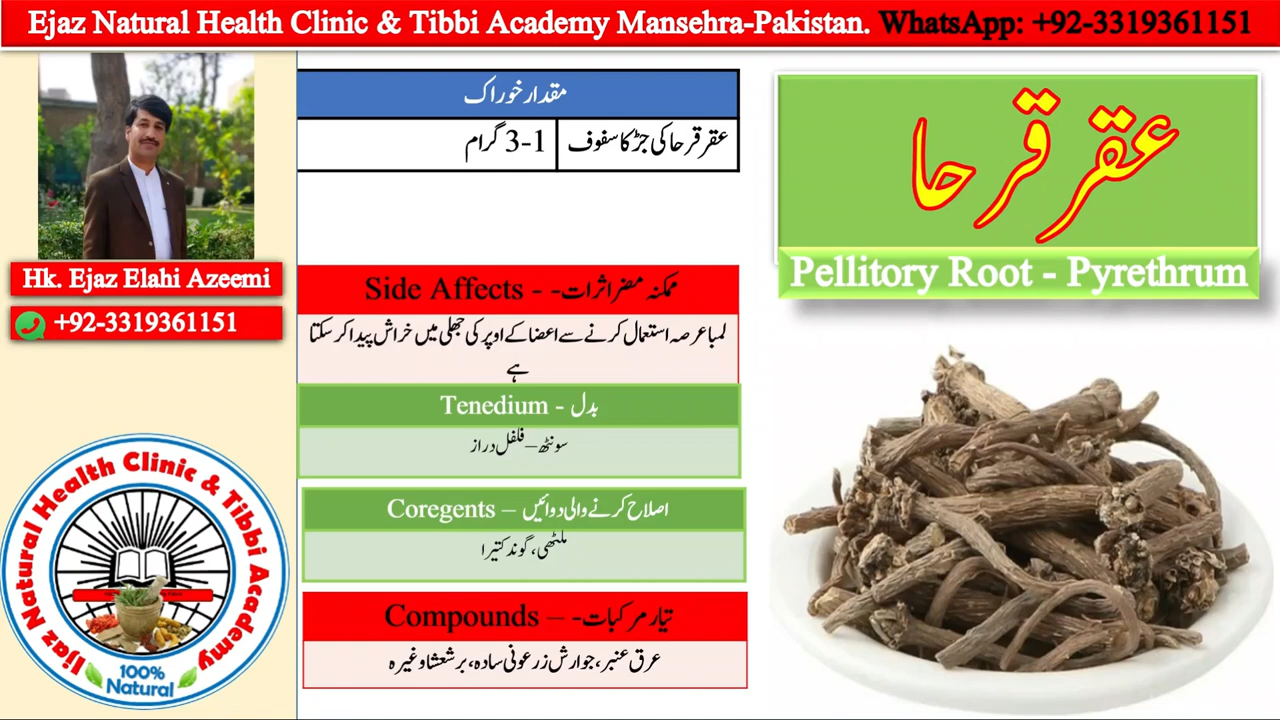 Ejaz Natural Health Clinic & Tibbi Academy Mansehra-Pakistan. WhatsApp: +92-3319361151
Hk. Ejaz Elahi Azeemi
+92-3319361151
Ijaz Natural Health Clinic & Tibbi Academy
100%
Natural
مقدار خوراک
عقرقرحا کی جڑ کا سفوف
1-3 گرام
ممکنہ مضر اثرات- - Side Affects
لمبا عرصہ استعمال کرنے سے اعضا کے اوپر کی جھلی میں خراش پیدا کر سکتا
ہے
بدل - Tenedium
سونٹھ – فلفل دراز
اصلاح کرنے والی دوائیں – Coregents
ملٹھی، گوند کتیرا
تیار مرکبات- – Compounds
عرق عنبر، جوارش زرعونی سادہ، برشعشا وغیرہ
عقرقرحا
Pellitory Root - Pyrethrum